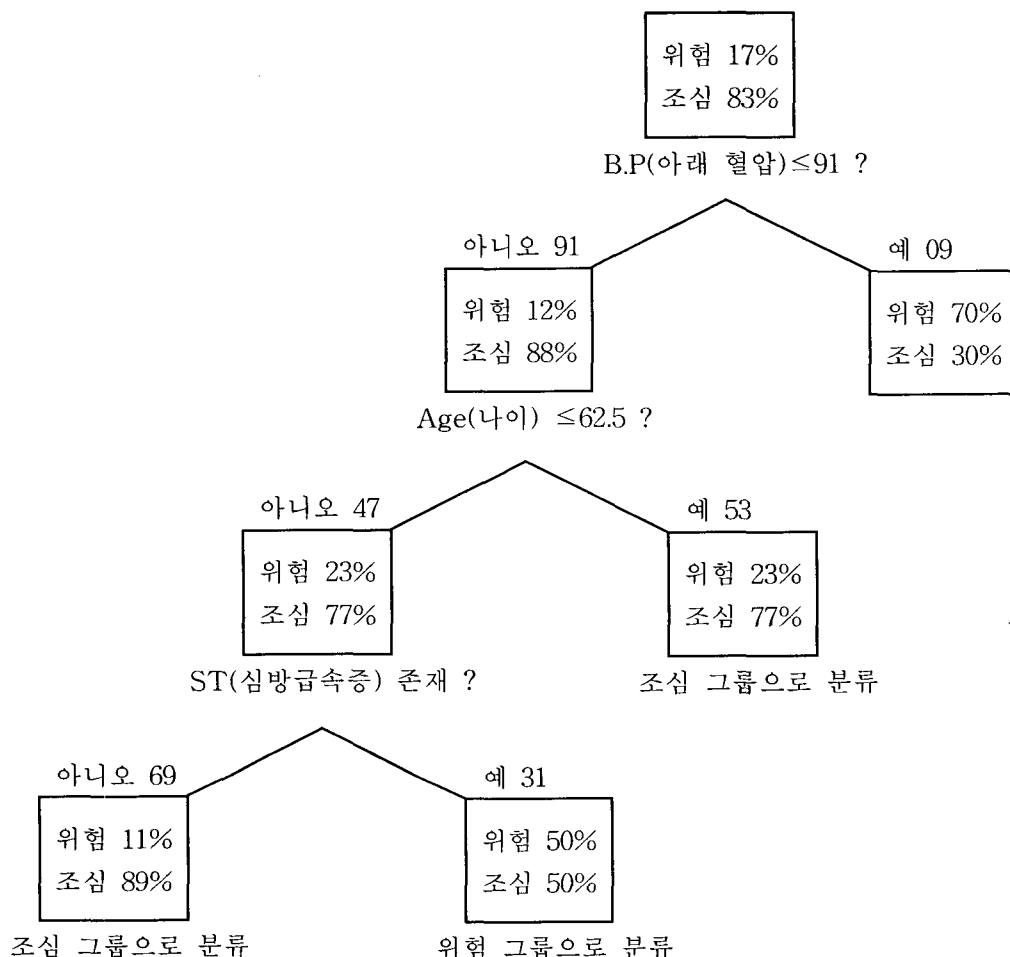 위험 17%
조심 83%
B.P(아래 혈압)≤91 ?
아니오 91
예 09
위험 12%
조심 88%
위험 70%
조심 30%
Age(나이) ≤62.5 ?
아니오 47
예 53
위험 23%
조심 77%
위험 23%
조심 77%
ST(심방급속증) 존재 ?
조심 그룹으로 분류
아니오 69
예 31
위험 11%
조심 89%
위험 50%
조심 50%
조심 그룹으로 분류
위험 그룹으로 분류